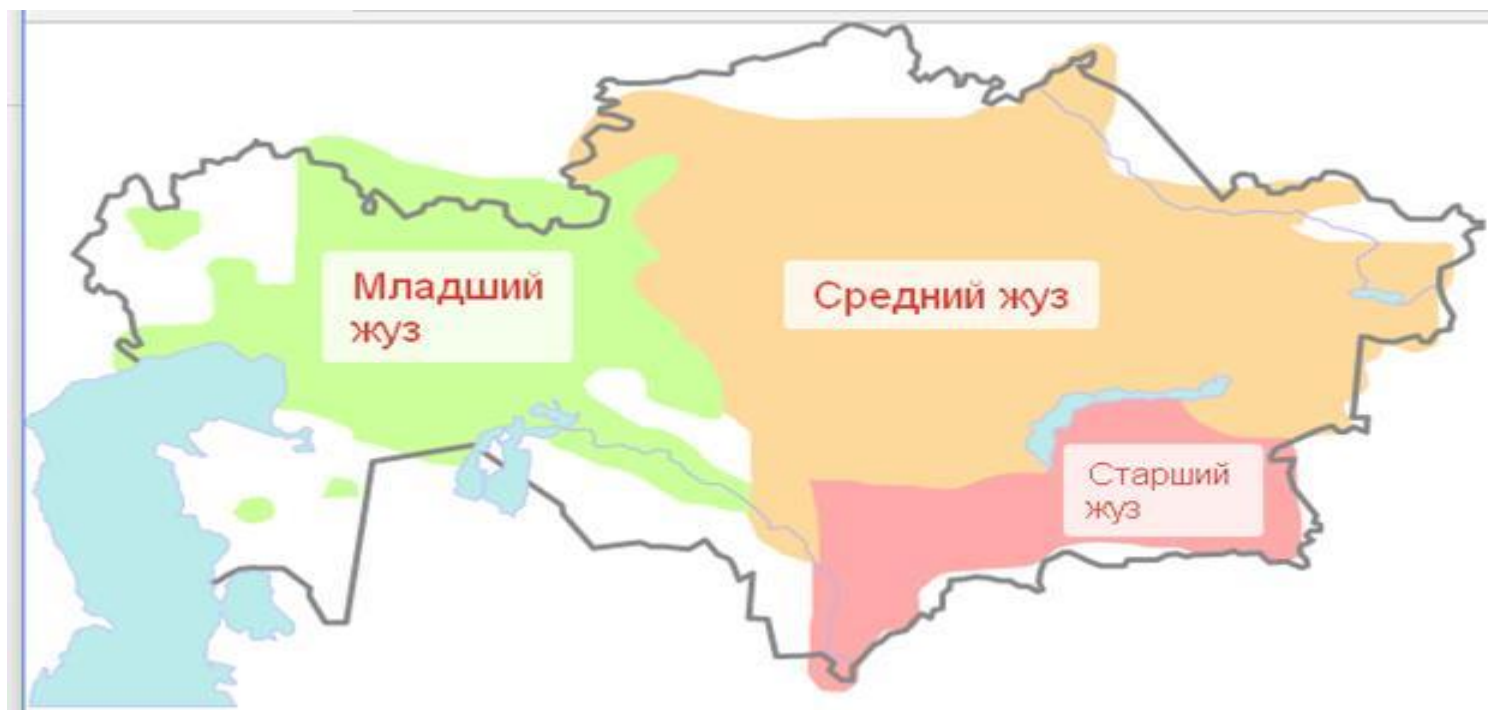 Младший
жуз
Средний жуз
Старший
жуз